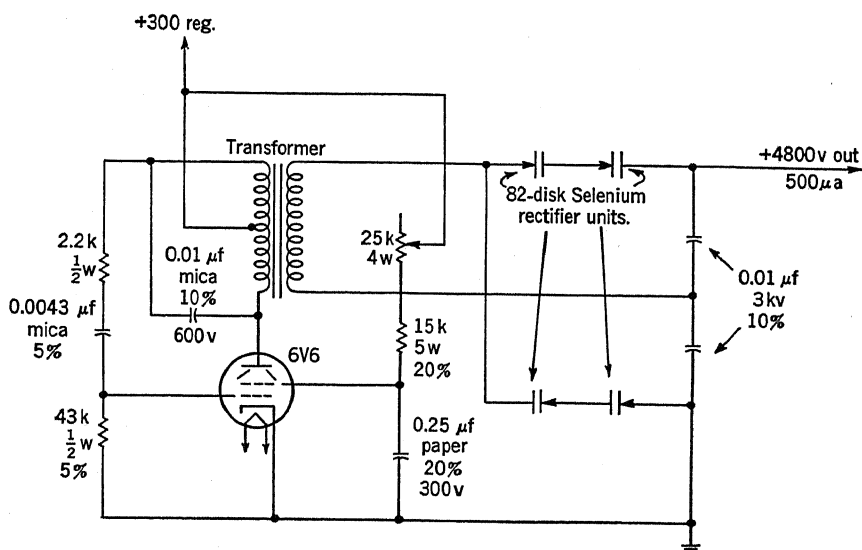 +300 reg.
Transformer
+4800v out
500μa
82-disk Selenium
rectifier units.
2.2k
½w
0.01 μf
mica
10%
600v
25k
4w
0.0043 μf
mica
5%
0.01 μf
3kv
10%
15k
5w
20%
6V6
43k
½w
5%
0.25 μf
paper
20%
300v